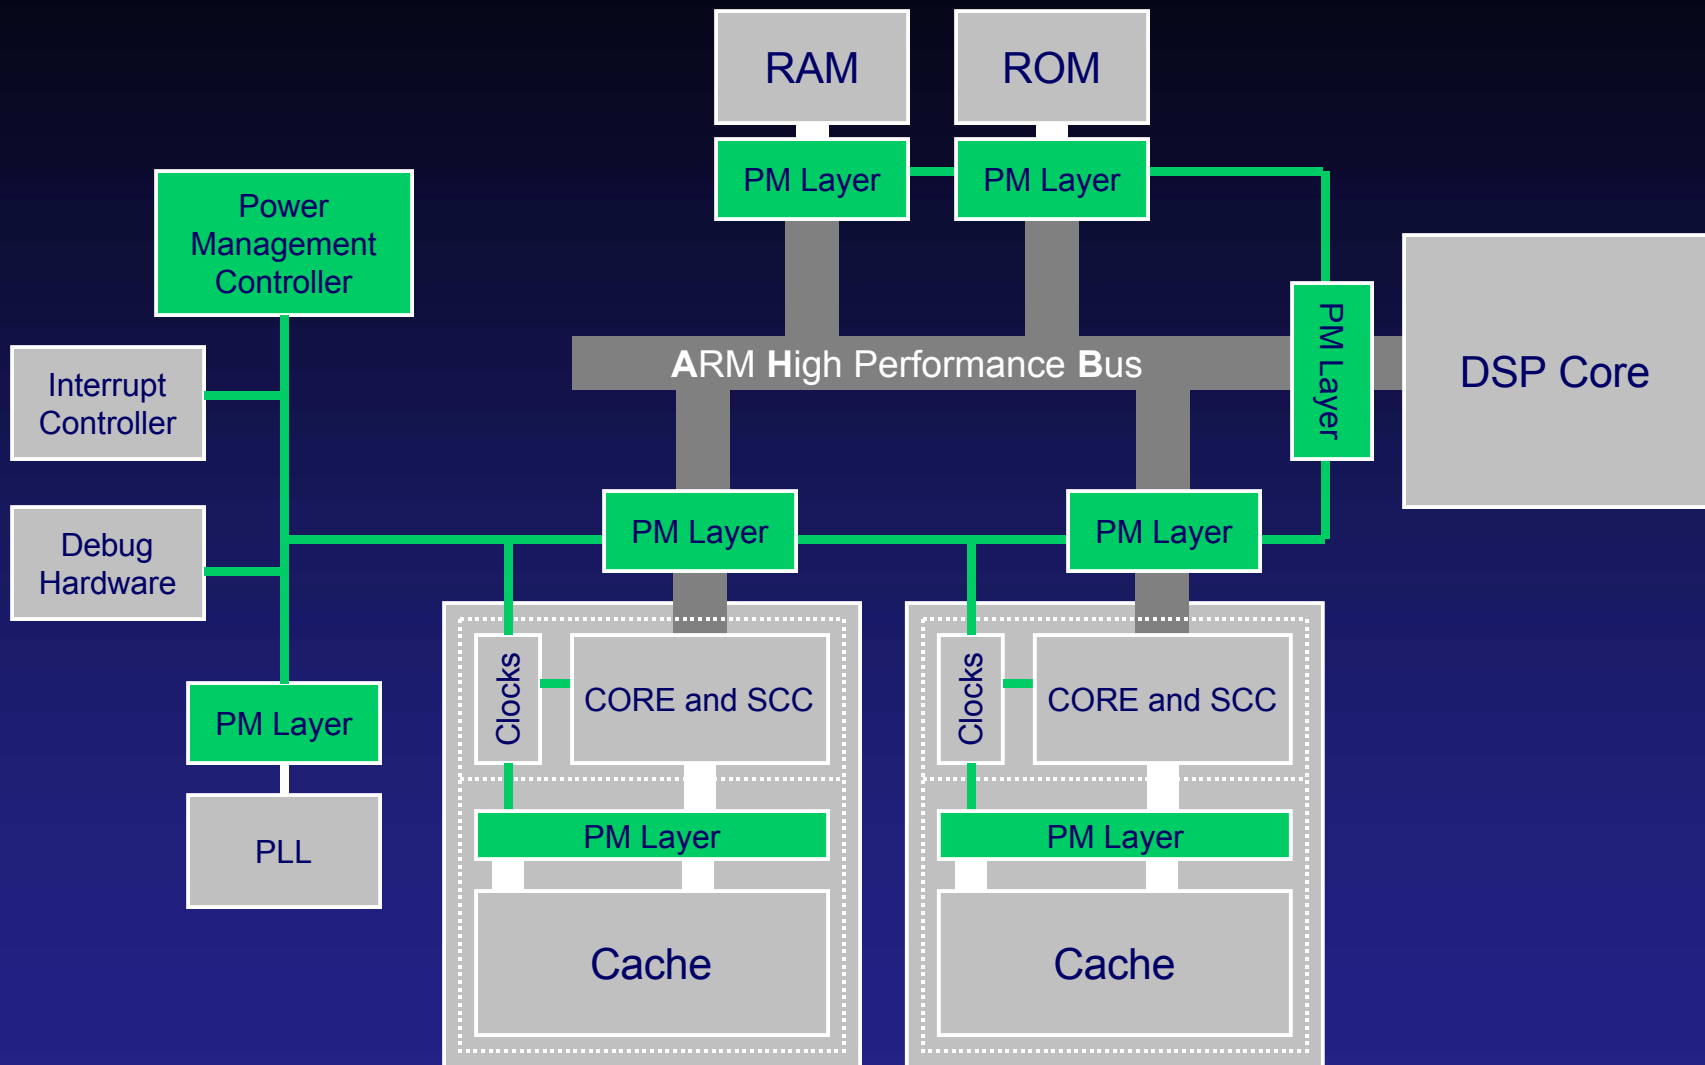 RAM
ROM
PM Layer
PM Layer
Power
Management
Controller
PM Layer
DSP Core
ARM High Performance Bus
Interrupt
Controller
PM Layer
PM Layer
Debug
Hardware
Clocks
CORE and SCC
Clocks
CORE and SCC
PM Layer
PM Layer
PM Layer
PLL
Cache
Cache